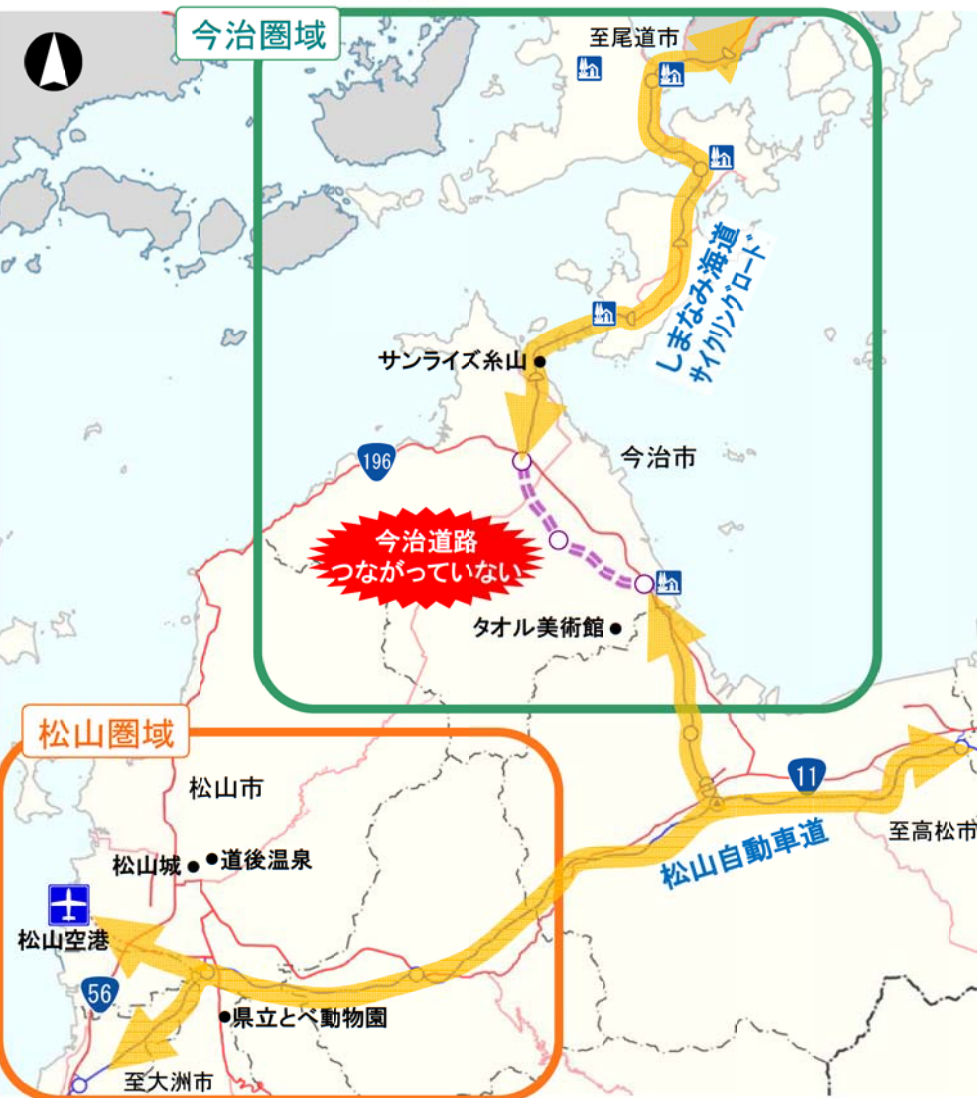 今治圏域
至尾道市
しまなみ海道
サイクリングロード
サンライズ糸山
196
今治市
今治道路
つながっていない
タオル美術館
松山圏域
松山市
11
至高松市
松山自動車道
松山城
道後温泉
松山空港
56
県立とべ動物園
至大洲市